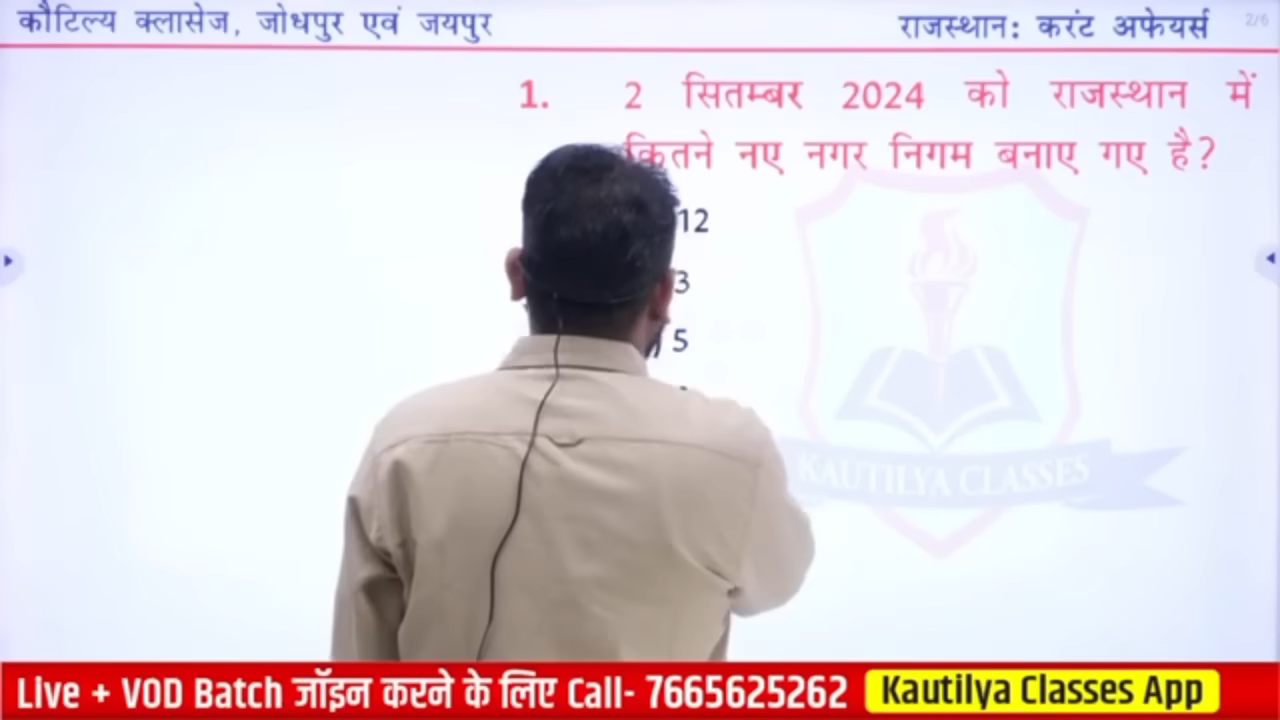 कौटिल्य क्लासेज, जोधपुर एवं जयपुर
राजस्थान: करंट अफेयर्स
2/6
1. 2 सितम्बर 2024 को राजस्थान में
कितने नए नगर निगम बनाए गए है?
12
3
) 5
KAUTILYA CLASSES
Live + VOD Batch जॉइन करने के लिए Call- 7665625262
Kautilya Classes App